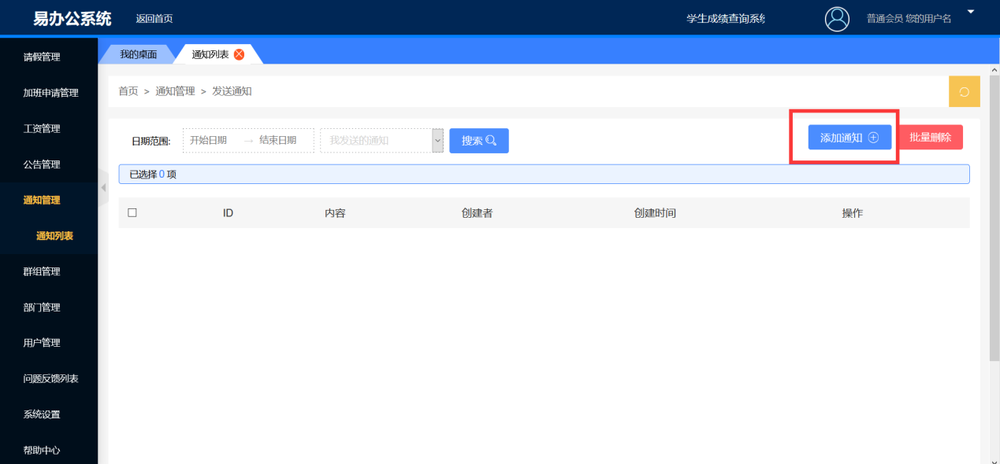 易办公系统 返回首页 学生成绩查询系统 普通会员 您的用户名
我的桌面 通知列表
请假管理
加班申请管理
工资管理
公告管理
通知管理
通知列表
群组管理
部门管理
用户管理
问题反馈列表
系统设置
帮助中心
首页 > 通知管理 > 发送通知
日期范围: 开始日期 → 结束日期 我发送的通知 搜索 添加通知 批量删除
已选择 0 项
ID 内容 创建者 创建时间 操作